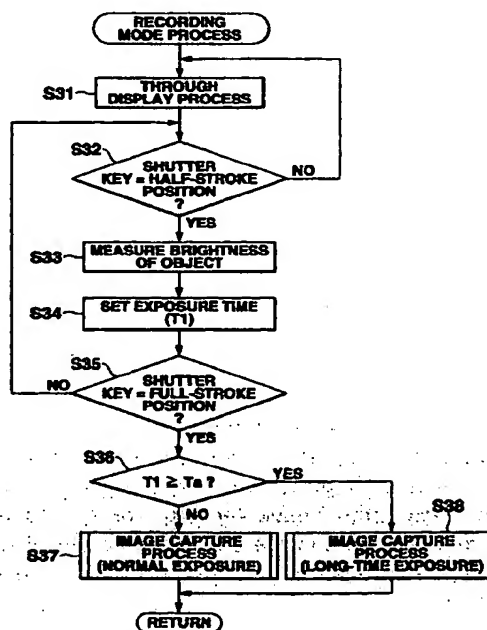 RECORDING
MODE PROCESS
S31
THROUGH
DISPLAY PROCESS
S32
SHUTTER
KEY = HALF-STROKE
POSITION
?
NO
YES
S33
MEASURE BRIGHTNESS
OF OBJECT
S34
SET EXPOSURE TIME
(T1)
S35
SHUTTER
KEY = FULL-STROKE
POSITION
?
NO
YES
S36
T1 ≥ Ta ?
YES
NO
S37
IMAGE CAPTURE
PROCESS
(NORMAL EXPOSURE)
S38
IMAGE CAPTURE
PROCESS
(LONG-TIME EXPOSURE)
RETURN